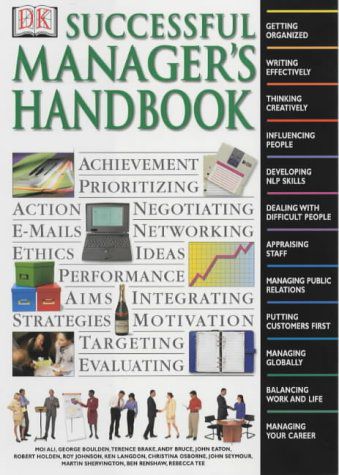 DK
SUCCESSFUL
MANAGER'S
HANDBOOK
ACHIEVEMENT
PRIORITIZING
ACTION NEGOTIATING
E-MAILS NETWORKING
ETHICS IDEAS
PERFORMANCE
AIMS INTEGRATING
STRATEGIES MOTIVATION
TARGETING
EVALUATING
GETTING
ORGANIZED
WRITING
EFFECTIVELY
THINKING
CREATIVELY
INFLUENCING
PEOPLE
DEVELOPING
NLP SKILLS
DEALING WITH
DIFFICULT PEOPLE
APPRAISING
STAFF
MANAGING PUBLIC
RELATIONS
PUTTING
CUSTOMERS FIRST
MANAGING
GLOBALLY
BALANCING
WORK AND LIFE
MANAGING
YOUR CAREER
MOI ALI, GEORGE BOULDEN, TERENCE BRAKE, ANDY BRUCE, JOHN EATON,
ROBERT HOLDEN, ROY JOHNSON, KEN LANGDON, CHRISTINA OSBORNE, JOHN SEYMOUR,
MARTIN SHERVINGTON, BEN RENSHAW, REBECCA TEE